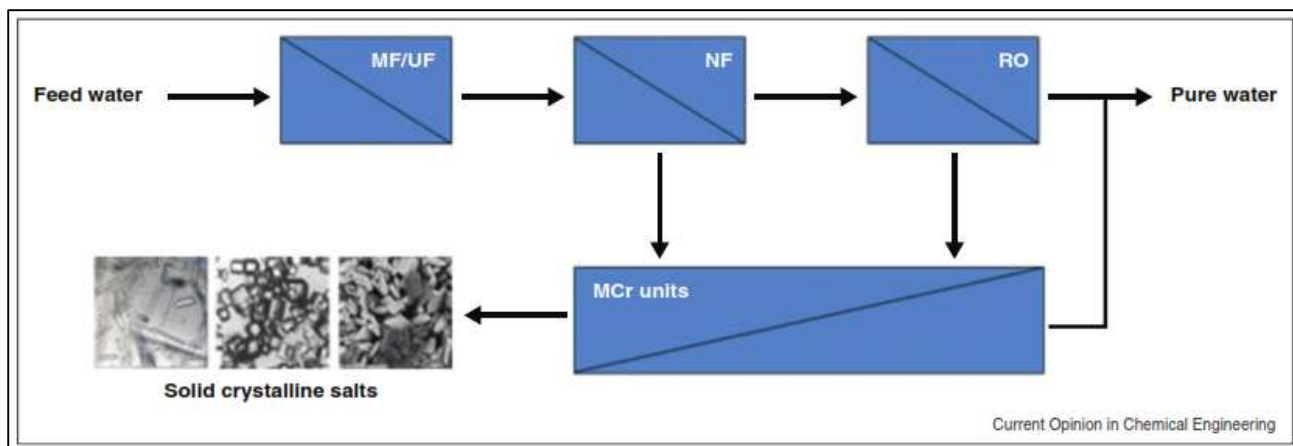 MF/UF
NF
RO
Feed water
Pure water
MCr units
Solid crystalline salts
Current Opinion in Chemical Engineering